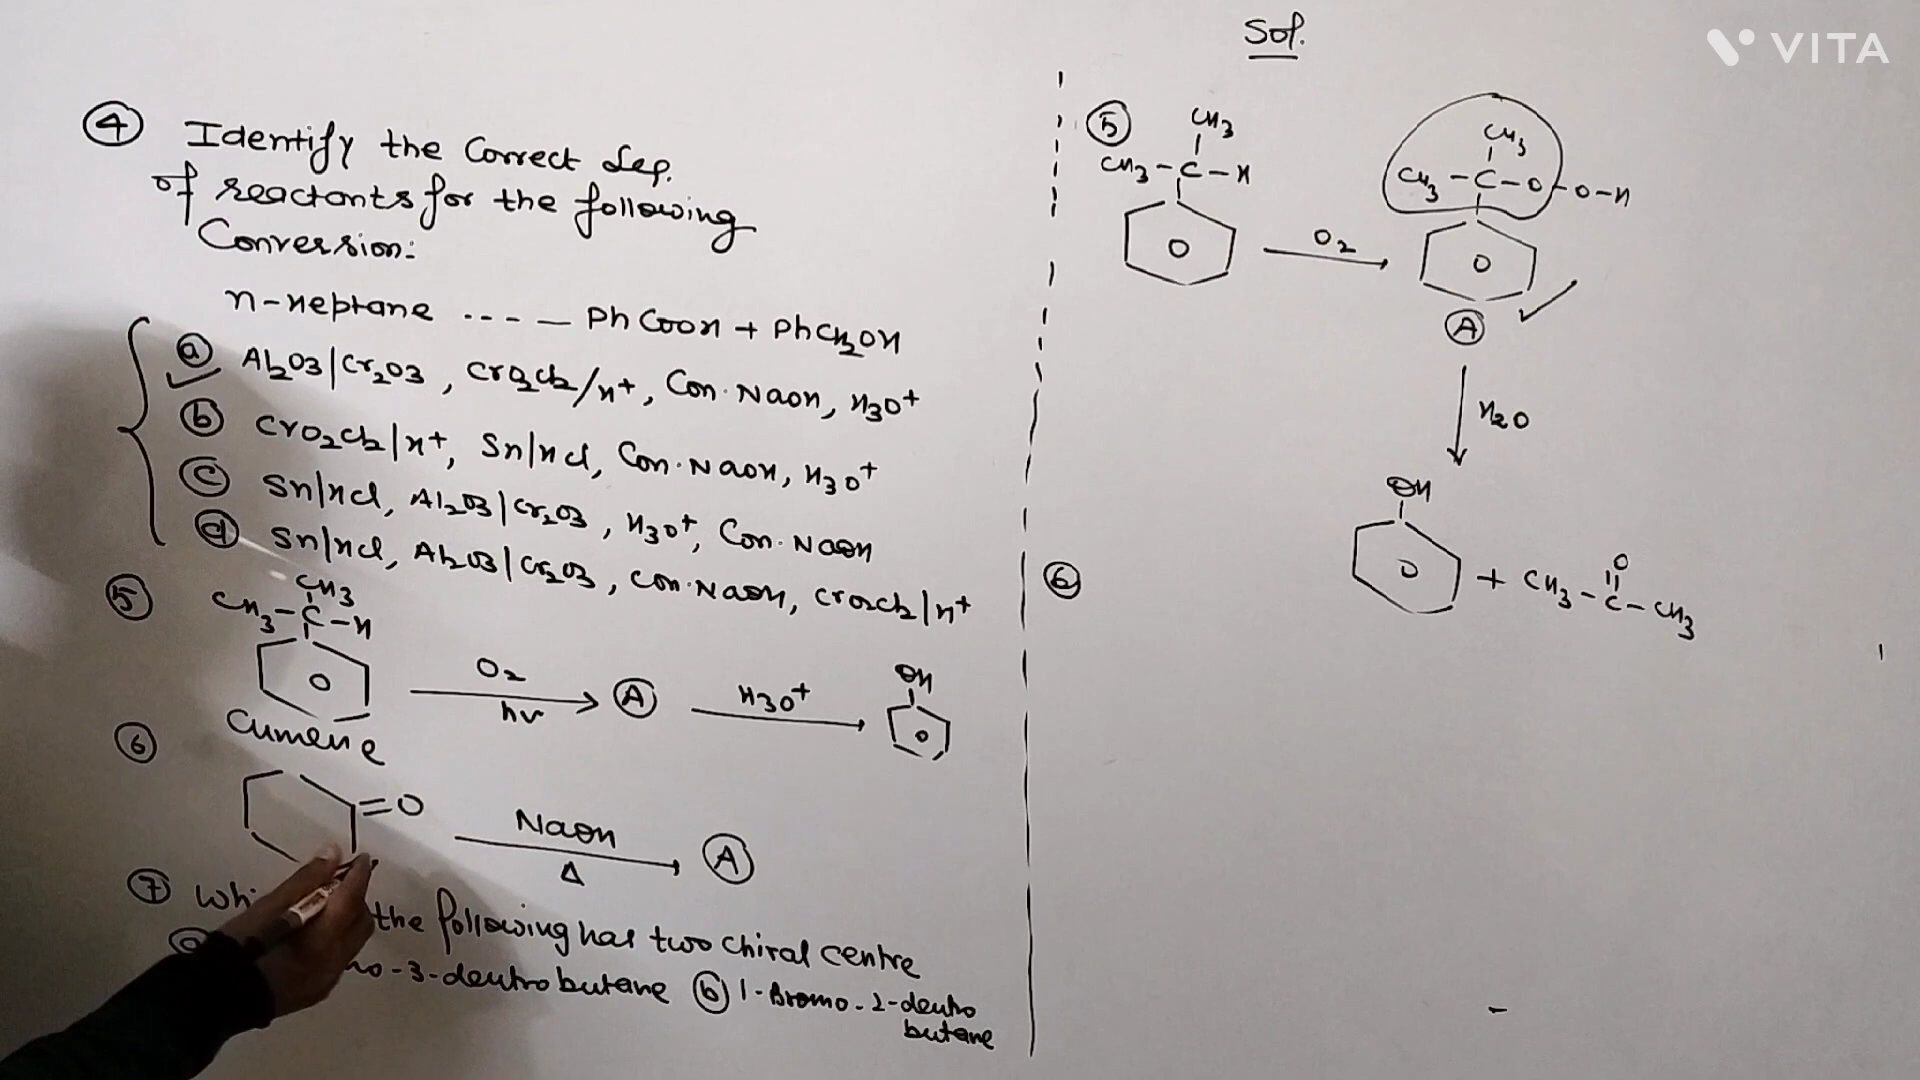 Sol.
VITA
④ Identify the Correct Seq.
of reactants for the following
Conversion:
n-heptane ---- — PhCOOH + PhCH2OH
ⓐ Al2O3|Cr2O3, CrO2Cl2/H+, Con. NaOH, H3O+
ⓑ CrO2Cl2|H+, Sn|HCl, Con. NaOH, H3O+
ⓒ Sn|HCl, Al2O3|Cr2O3, H3O+, Con. NaOH
ⓓ Sn|HCl, Al2O3|Cr2O3, Con. NaOH, CrO2Cl2|H+
⑤ CH3
CH3-C-H
O2
hν
Ⓐ
H3O+
OH
Cumene
⑥
=O
NaOH
Δ
Ⓐ
⑦ the following has two chiral centre
ⓐ -3-deutro butane ⓑ 1-Bromo-2-deutro
butane
⑤ CH3
CH3-C-H
O2
CH3
CH3-C-O-O-H
Ⓐ
H2O
OH
+ CH3-C-CH3
O
⑥